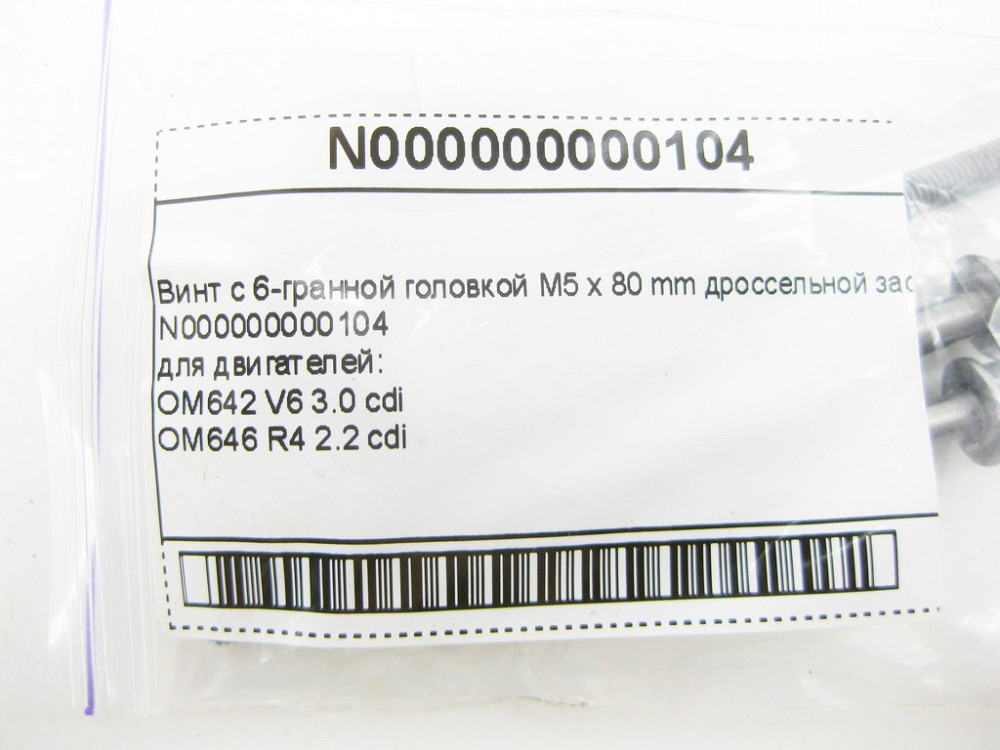 N000000000104
Винт с 6-гранной головкой M5 x 80 mm дроссельной зас
N000000000104
для двигателей:
OM642 V6 3.0 cdi
OM646 R4 2.2 cdi